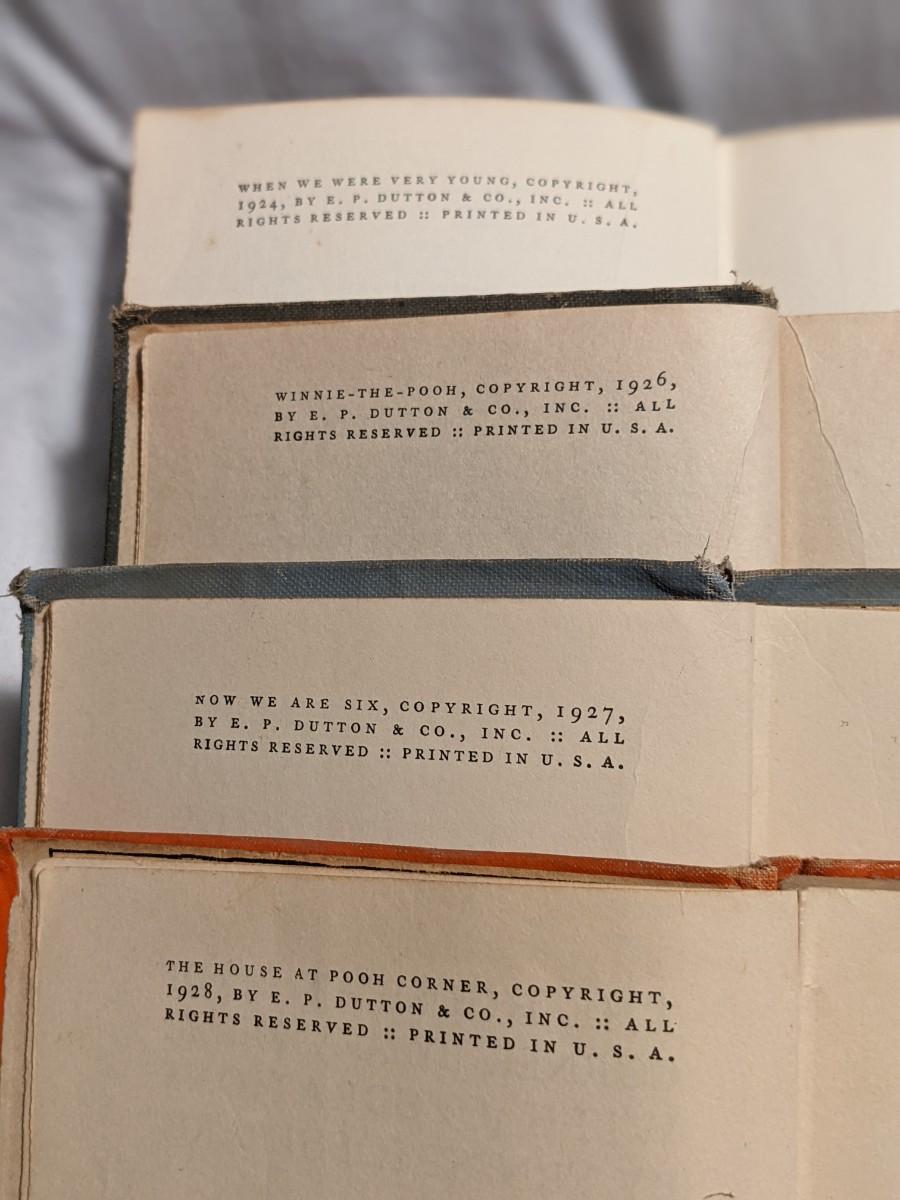 WHEN WE WERE VERY YOUNG, COPYRIGHT,
1924, BY E. P. DUTTON & CO., INC. :: ALL
RIGHTS RESERVED :: PRINTED IN U. S. A.
WINNIE-THE-POOH, COPYRIGHT, 1926,
BY E. P. DUTTON & CO., INC. :: ALL
RIGHTS RESERVED :: PRINTED IN U. S. A.
NOW WE ARE SIX, COPYRIGHT, 1927,
BY E. P. DUTTON & CO., INC. :: ALL
RIGHTS RESERVED :: PRINTED IN U. S. A.
THE HOUSE AT POOH CORNER, COPYRIGHT,
1928, BY E. P. DUTTON & CO., INC. :: ALL
RIGHTS RESERVED :: PRINTED IN U. S. A.